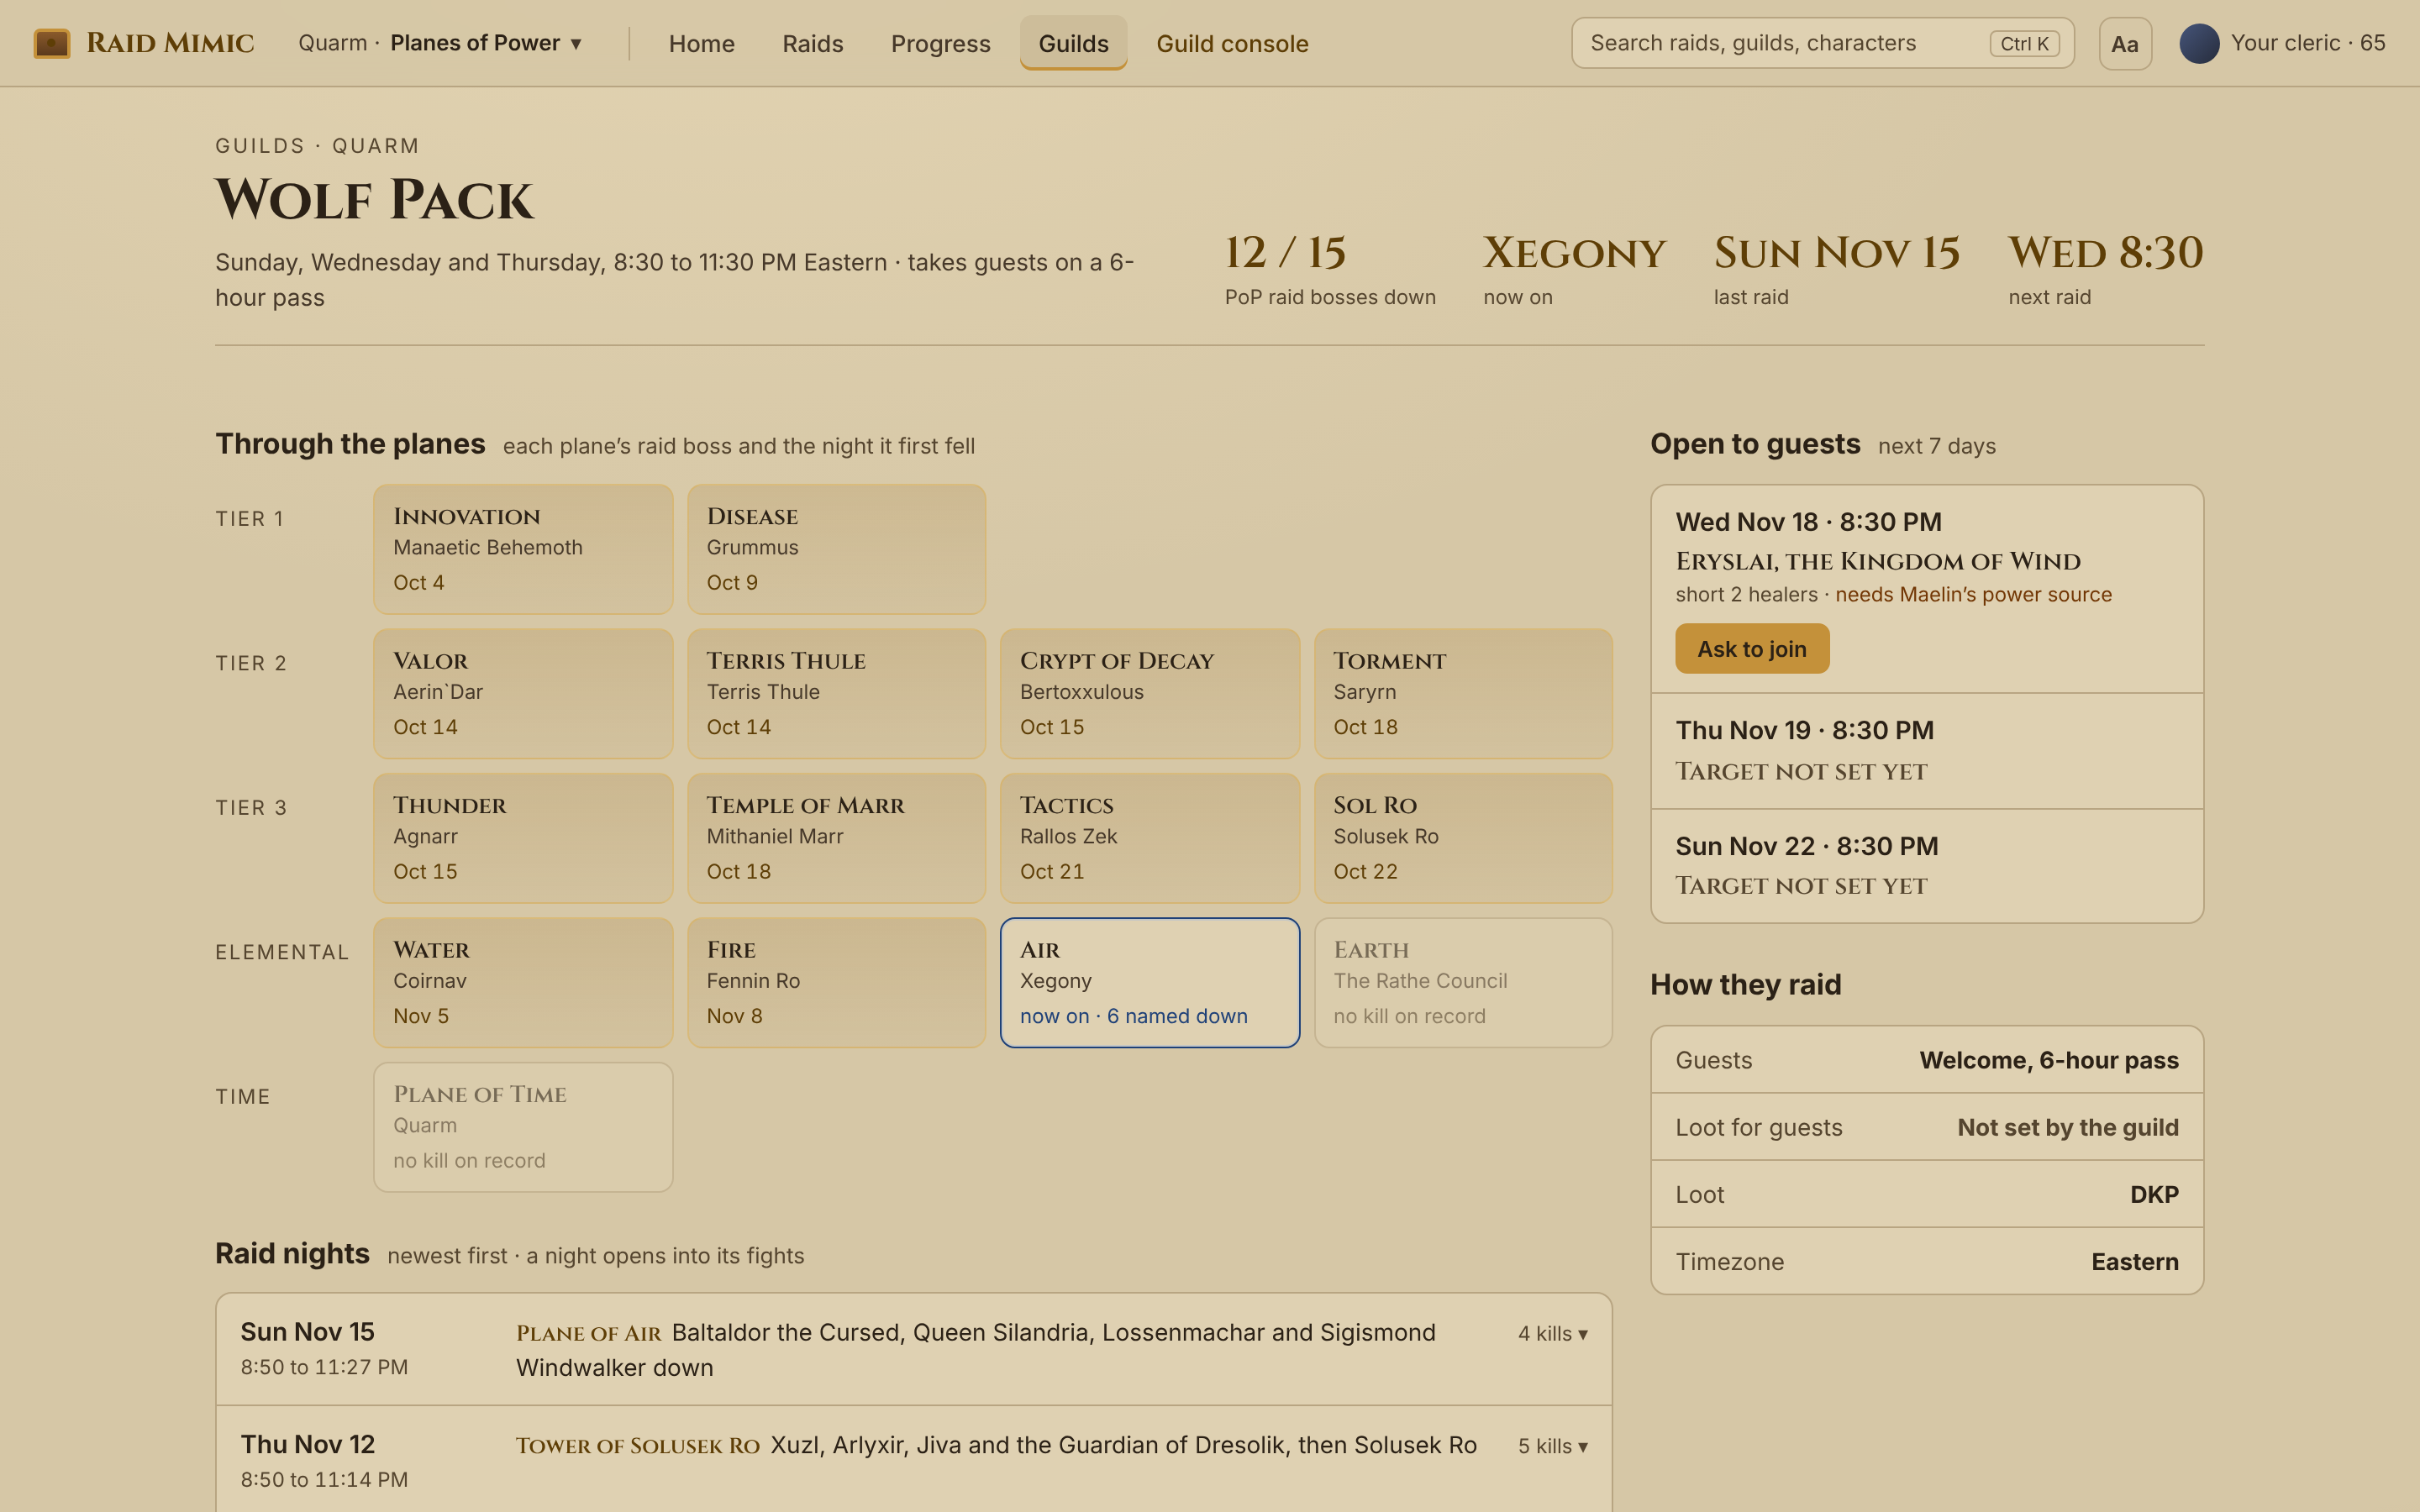 Raid Mimic
Quarm · Planes of Power ▾
Home
Raids
Progress
Guilds
Guild console
Search raids, guilds, characters
Ctrl K
Aa
Your cleric · 65
GUILDS · QUARM
Wolf Pack
Sunday, Wednesday and Thursday, 8:30 to 11:30 PM Eastern · takes guests on a 6-
hour pass
12 / 15
PoP raid bosses down
Xegony
now on
Sun Nov 15
last raid
Wed 8:30
next raid
Through the planes each plane’s raid boss and the night it first fell
TIER 1
Innovation
Manaetic Behemoth
Oct 4
Disease
Grummus
Oct 9
TIER 2
Valor
Aerin`Dar
Oct 14
Terris Thule
Terris Thule
Oct 14
Crypt of Decay
Bertoxxulous
Oct 15
Torment
Saryrn
Oct 18
TIER 3
Thunder
Agnarr
Oct 15
Temple of Marr
Mithaniel Marr
Oct 18
Tactics
Rallos Zek
Oct 21
Sol Ro
Solusek Ro
Oct 22
ELEMENTAL
Water
Coirnav
Nov 5
Fire
Fennin Ro
Nov 8
Air
Xegony
now on · 6 named down
Earth
The Rathe Council
no kill on record
TIME
Plane of Time
Quarm
no kill on record
Raid nights newest first · a night opens into its fights
Sun Nov 15
8:50 to 11:27 PM
Plane of Air Baltaldor the Cursed, Queen Silandria, Lossenmachar and Sigismond
Windwalker down
4 kills ▾
Thu Nov 12
8:50 to 11:14 PM
Tower of Solusek Ro Xuzl, Arlyxir, Jiva and the Guardian of Dresolik, then Solusek Ro
5 kills ▾
Open to guests next 7 days
Wed Nov 18 · 8:30 PM
Eryslai, the Kingdom of Wind
short 2 healers · needs Maelin’s power source
Ask to join
Thu Nov 19 · 8:30 PM
Target not set yet
Sun Nov 22 · 8:30 PM
Target not set yet
How they raid
Guests
Welcome, 6-hour pass
Loot for guests
Not set by the guild
Loot
DKP
Timezone
Eastern